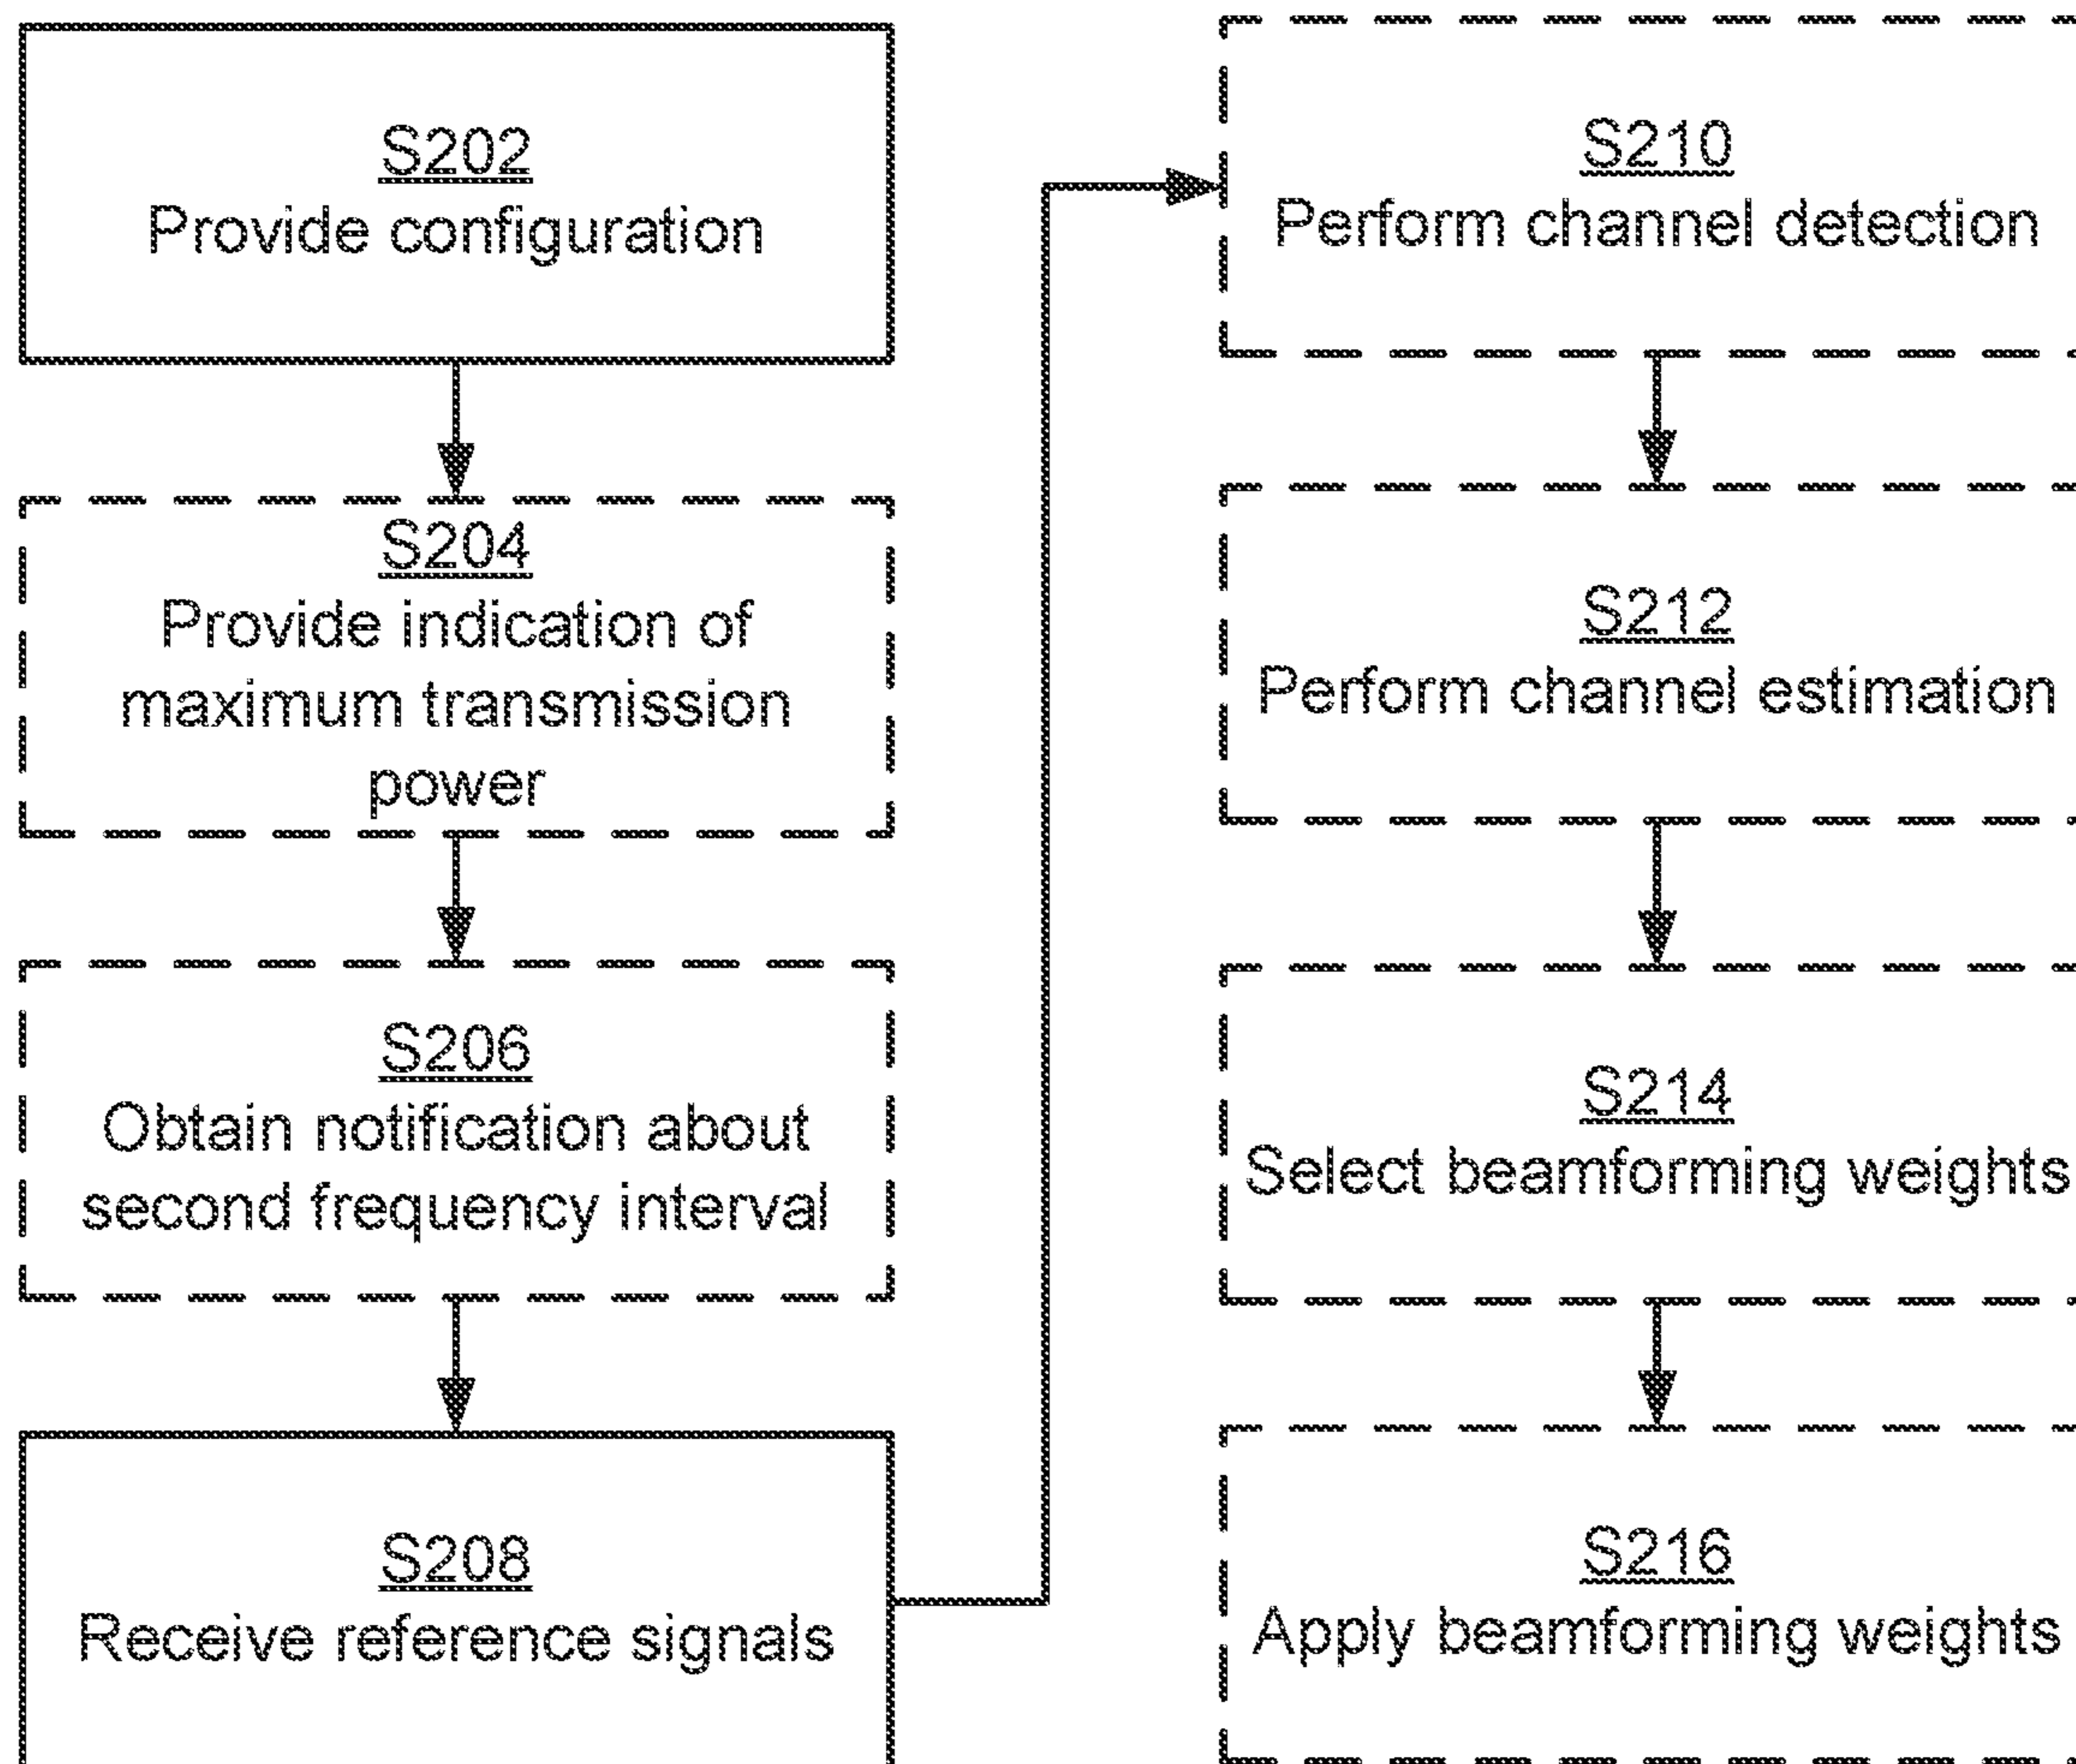 S202
Provide configuration
S204
Provide indication of
maximum transmission
power
S206
Obtain notification about
second frequency interval
S208
Receive reference signals
S210
Perform channel detection
S212
Perform channel estimation
S214
Select beamforming weights
S216
Apply beamforming weights